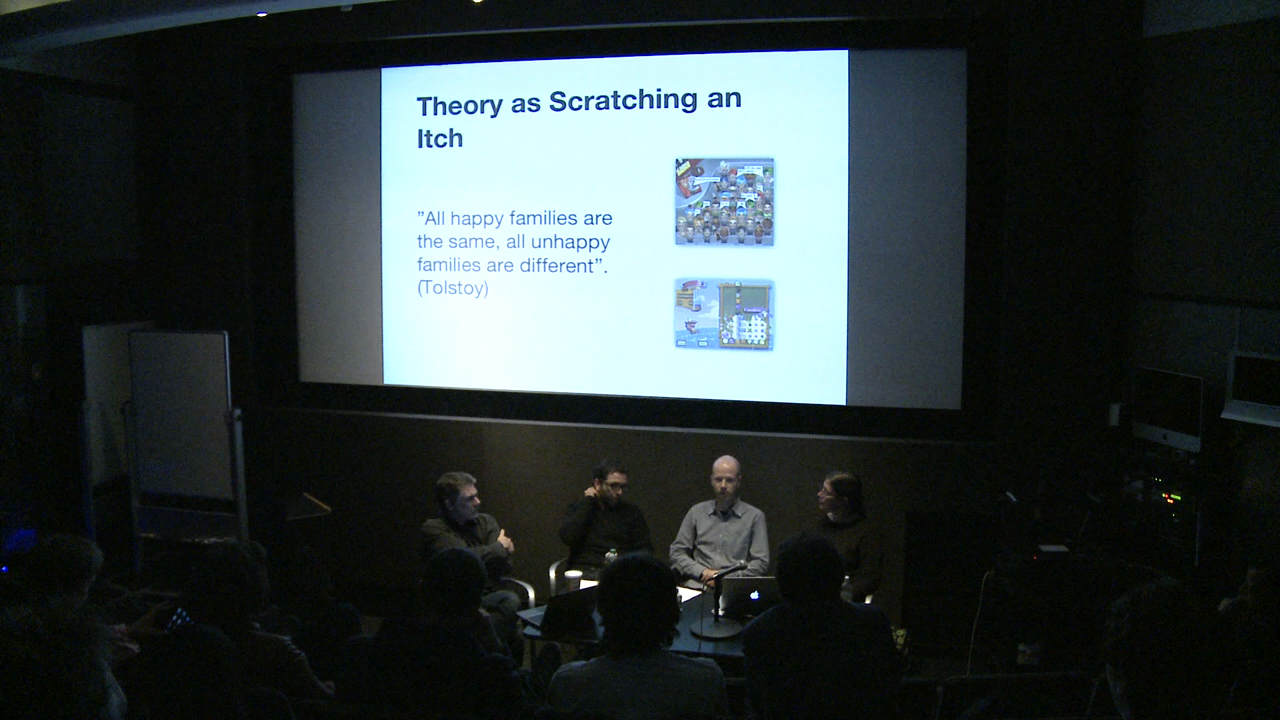 Theory as Scratching an
Itch
”All happy families are
the same, all unhappy
families are different”.
(Tolstoy)